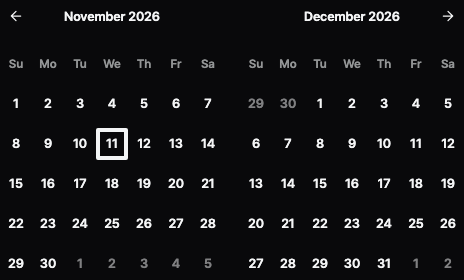 November 2026
Su Mo Tu We Th Fr Sa
1 2 3 4 5 6 7
8 9 10 11 12 13 14
15 16 17 18 19 20 21
22 23 24 25 26 27 28
29 30 1 2 3 4 5
December 2026
Su Mo Tu We Th Fr Sa
29 30 1 2 3 4 5
6 7 8 9 10 11 12
13 14 15 16 17 18 19
20 21 22 23 24 25 26
27 28 29 30 31 1 2